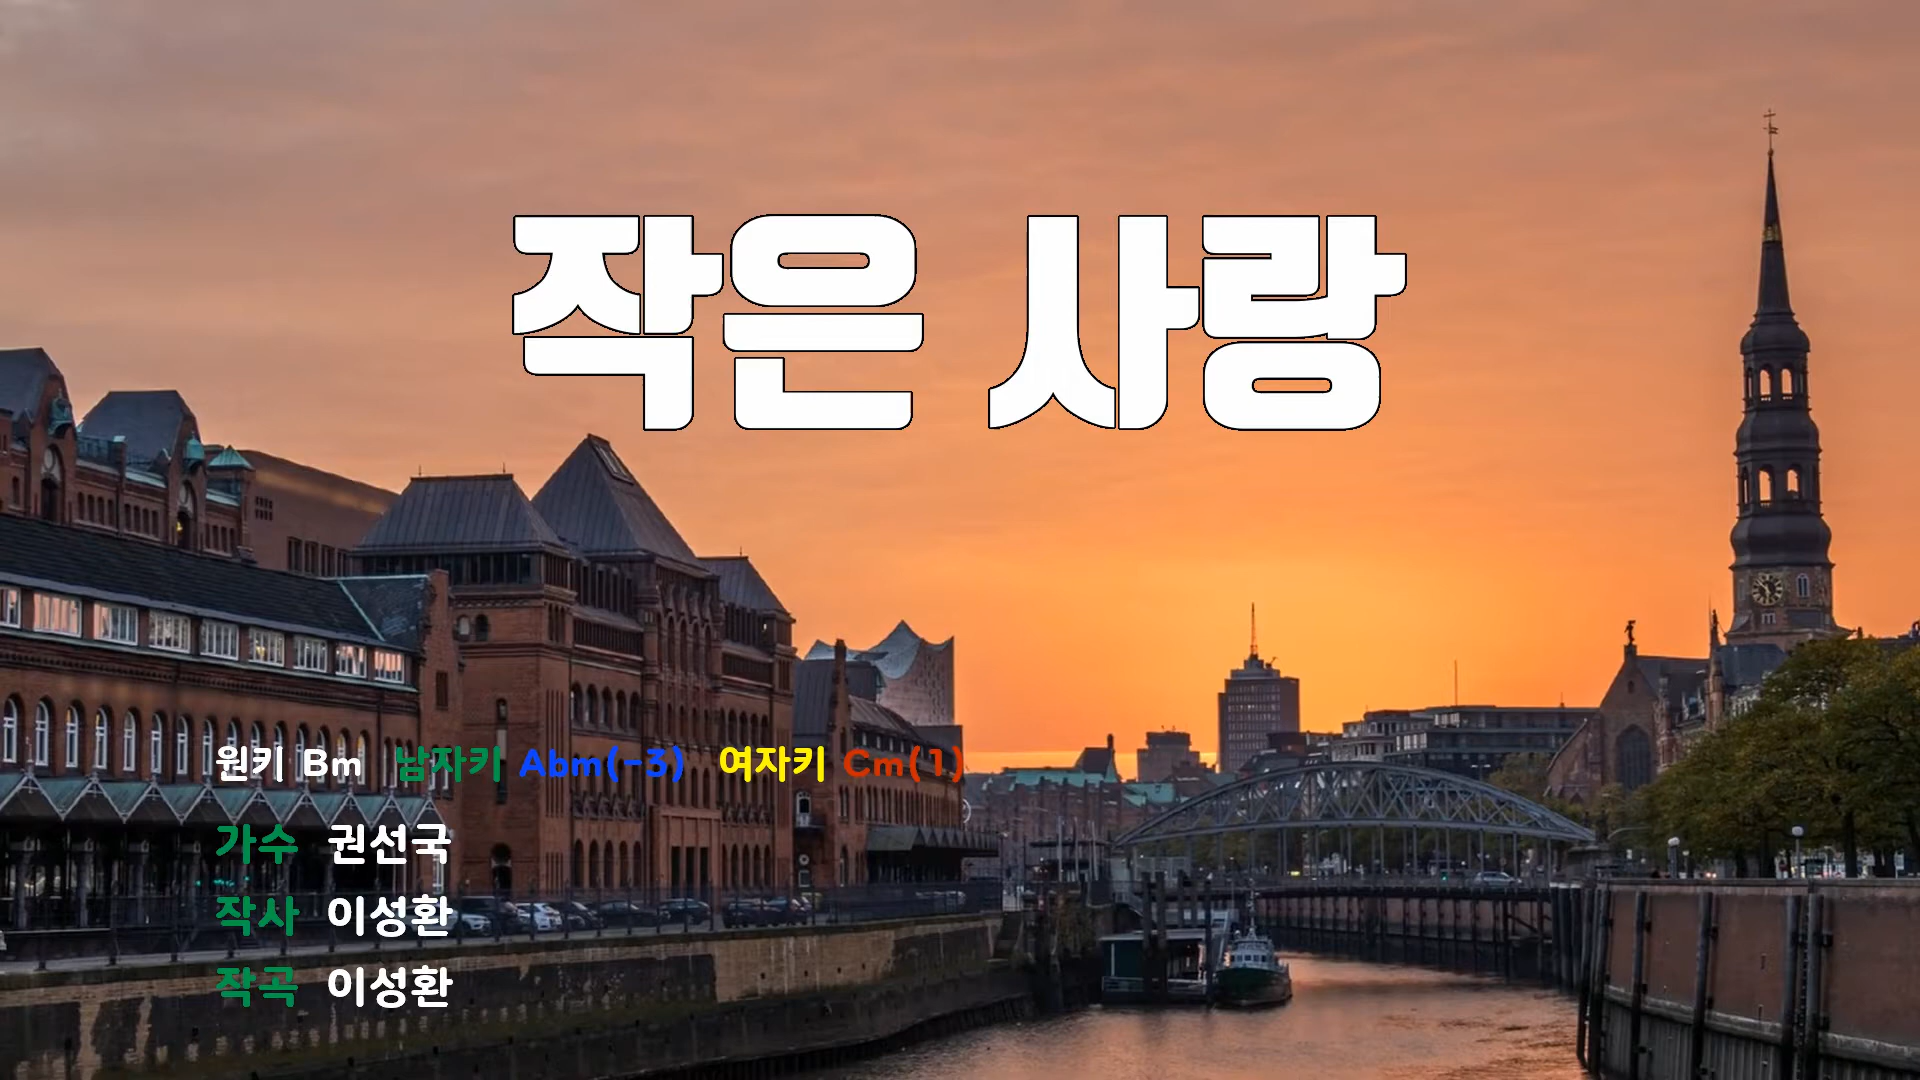 작은 사랑
원키 Bm 남자키 Abm(-3) 여자키 Cm(1)
가수 권선국
작사 이성환
작곡 이성환